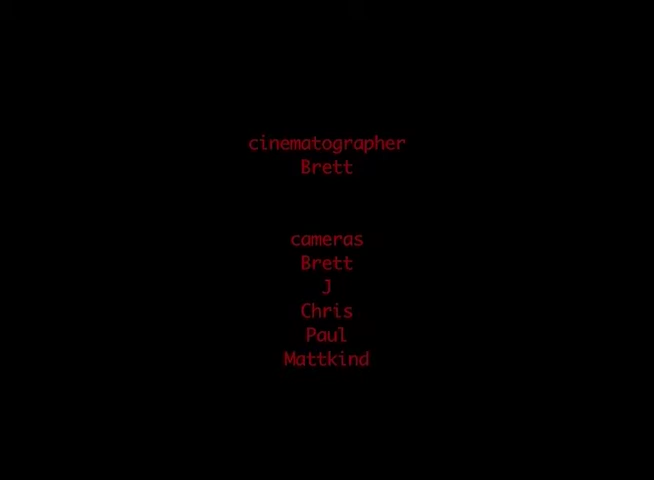 cinematographer
Brett
cameras
Brett
J
Chris
Paul
Mattkind